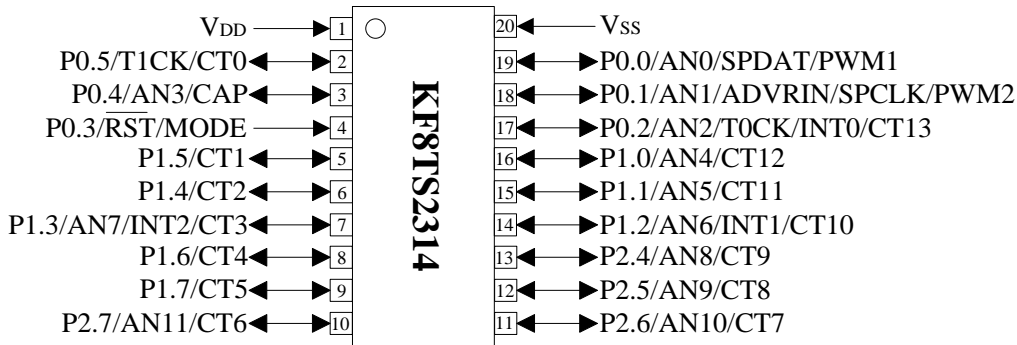 VDD 1 20 VSS
P0.5/T1CK/CT0 2 19 P0.0/AN0/SPDAT/PWM1
P0.4/AN3/CAP 3 18 P0.1/AN1/ADVRIN/SPCLK/PWM2
P0.3/R̅S̅T̅/MODE 4 17 P0.2/AN2/T0CK/INT0/CT13
P1.5/CT1 5 16 P1.0/AN4/CT12
P1.4/CT2 6 15 P1.1/AN5/CT11
P1.3/AN7/INT2/CT3 7 14 P1.2/AN6/INT1/CT10
P1.6/CT4 8 13 P2.4/AN8/CT9
P1.7/CT5 9 12 P2.5/AN9/CT8
P2.7/AN11/CT6 10 11 P2.6/AN10/CT7
KF8TS2314